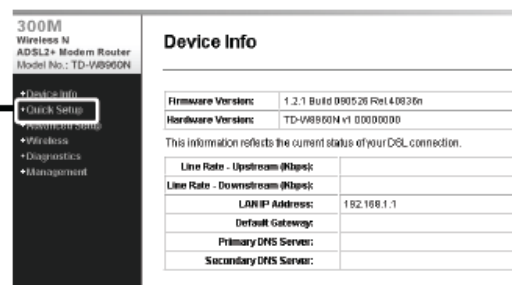 300M
Wireless N
ADSL2+ Modem Router
Model No.: TD-W8960N
+Device Info
+Quick Setup
+Advanced Setup
+Wireless
+Diagnostics
+Management
Device Info
Firmware Version: 1.2.1 Build 090526 Rel.40836n
Hardware Version: TD-W8960N v1 00000000
This information reflects the current status of your DSL connection.
Line Rate - Upstream (Kbps):
Line Rate - Downstream (Kbps):
LAN IP Address: 192.168.1.1
Default Gateway:
Primary DNS Server:
Secondary DNS Server: